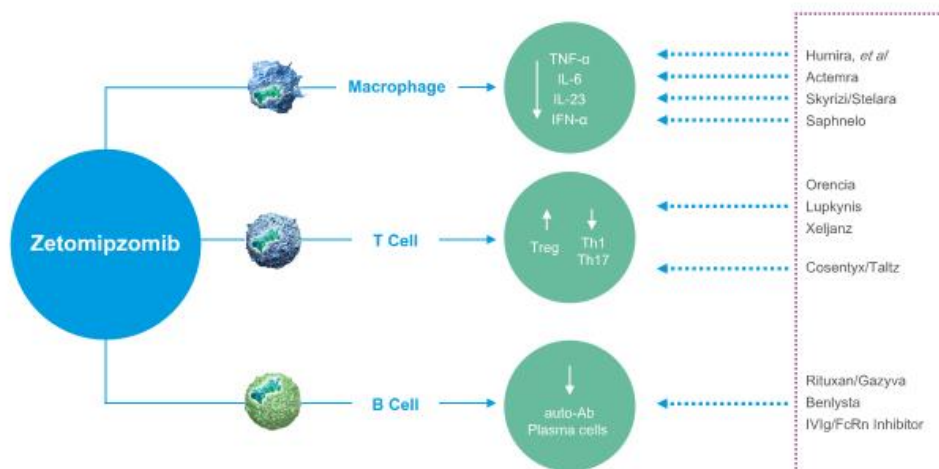 Zetomipzomib
Macrophage
TNF-α
IL-6
IL-23
IFN-α
Humira, et al
Actemra
Skyrizi/Stelara
Saphnelo
T Cell
Treg
Th1
Th17
Orencia
Lupkynis
Xeljanz
Cosentyx/Taltz
B Cell
auto-Ab
Plasma cells
Rituxan/Gazyva
Benlysta
IVIg/FcRn Inhibitor